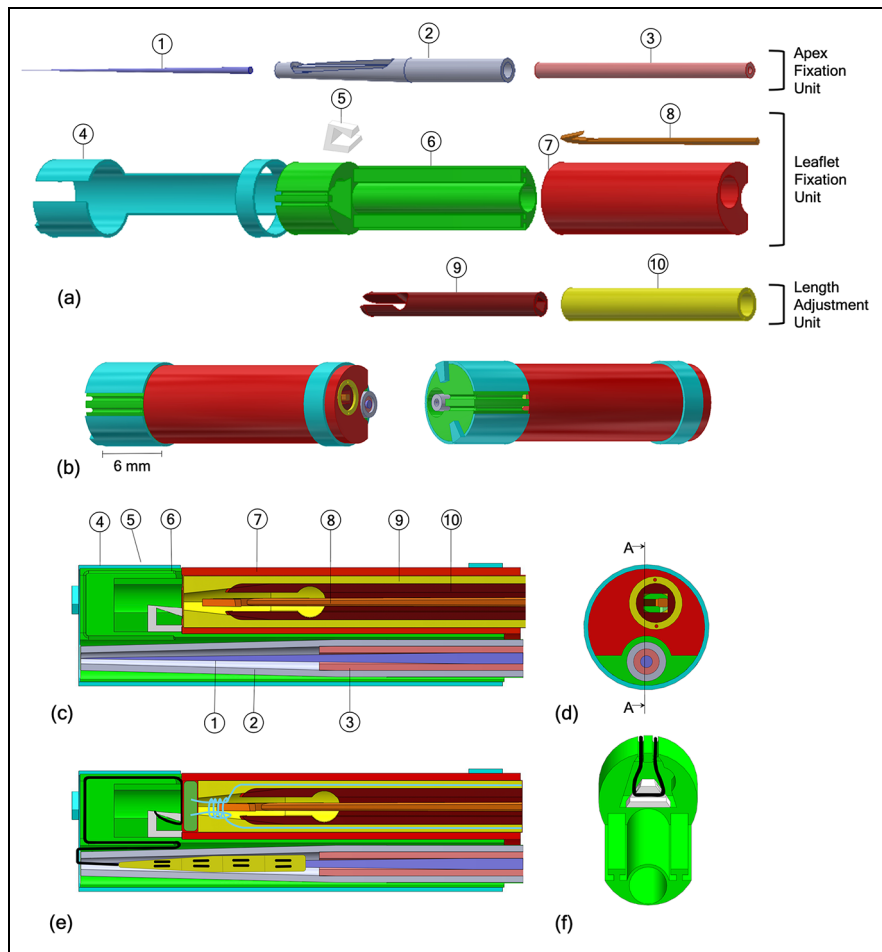 1 2 3
Apex
Fixation
Unit
4 5 6 7 8
Leaflet
Fixation
Unit
(a)
9 10
Length
Adjustment
Unit
6 mm
(b)
4 5 6 7 8 9 10
A
A
1 2 3
(c) (d)
(e) (f)